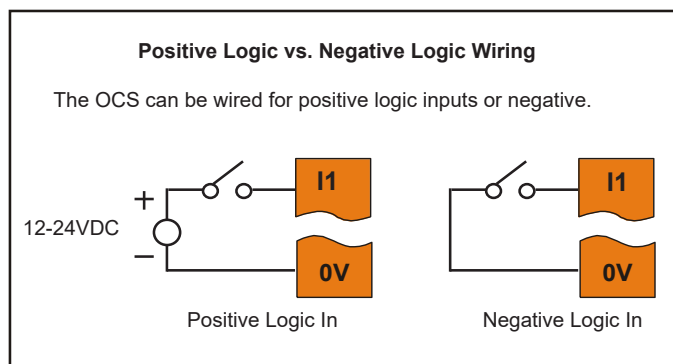 Positive Logic vs. Negative Logic Wiring
The OCS can be wired for positive logic inputs or negative.
I1
I1
+
12-24VDC
–
0V
0V
Positive Logic In
Negative Logic In